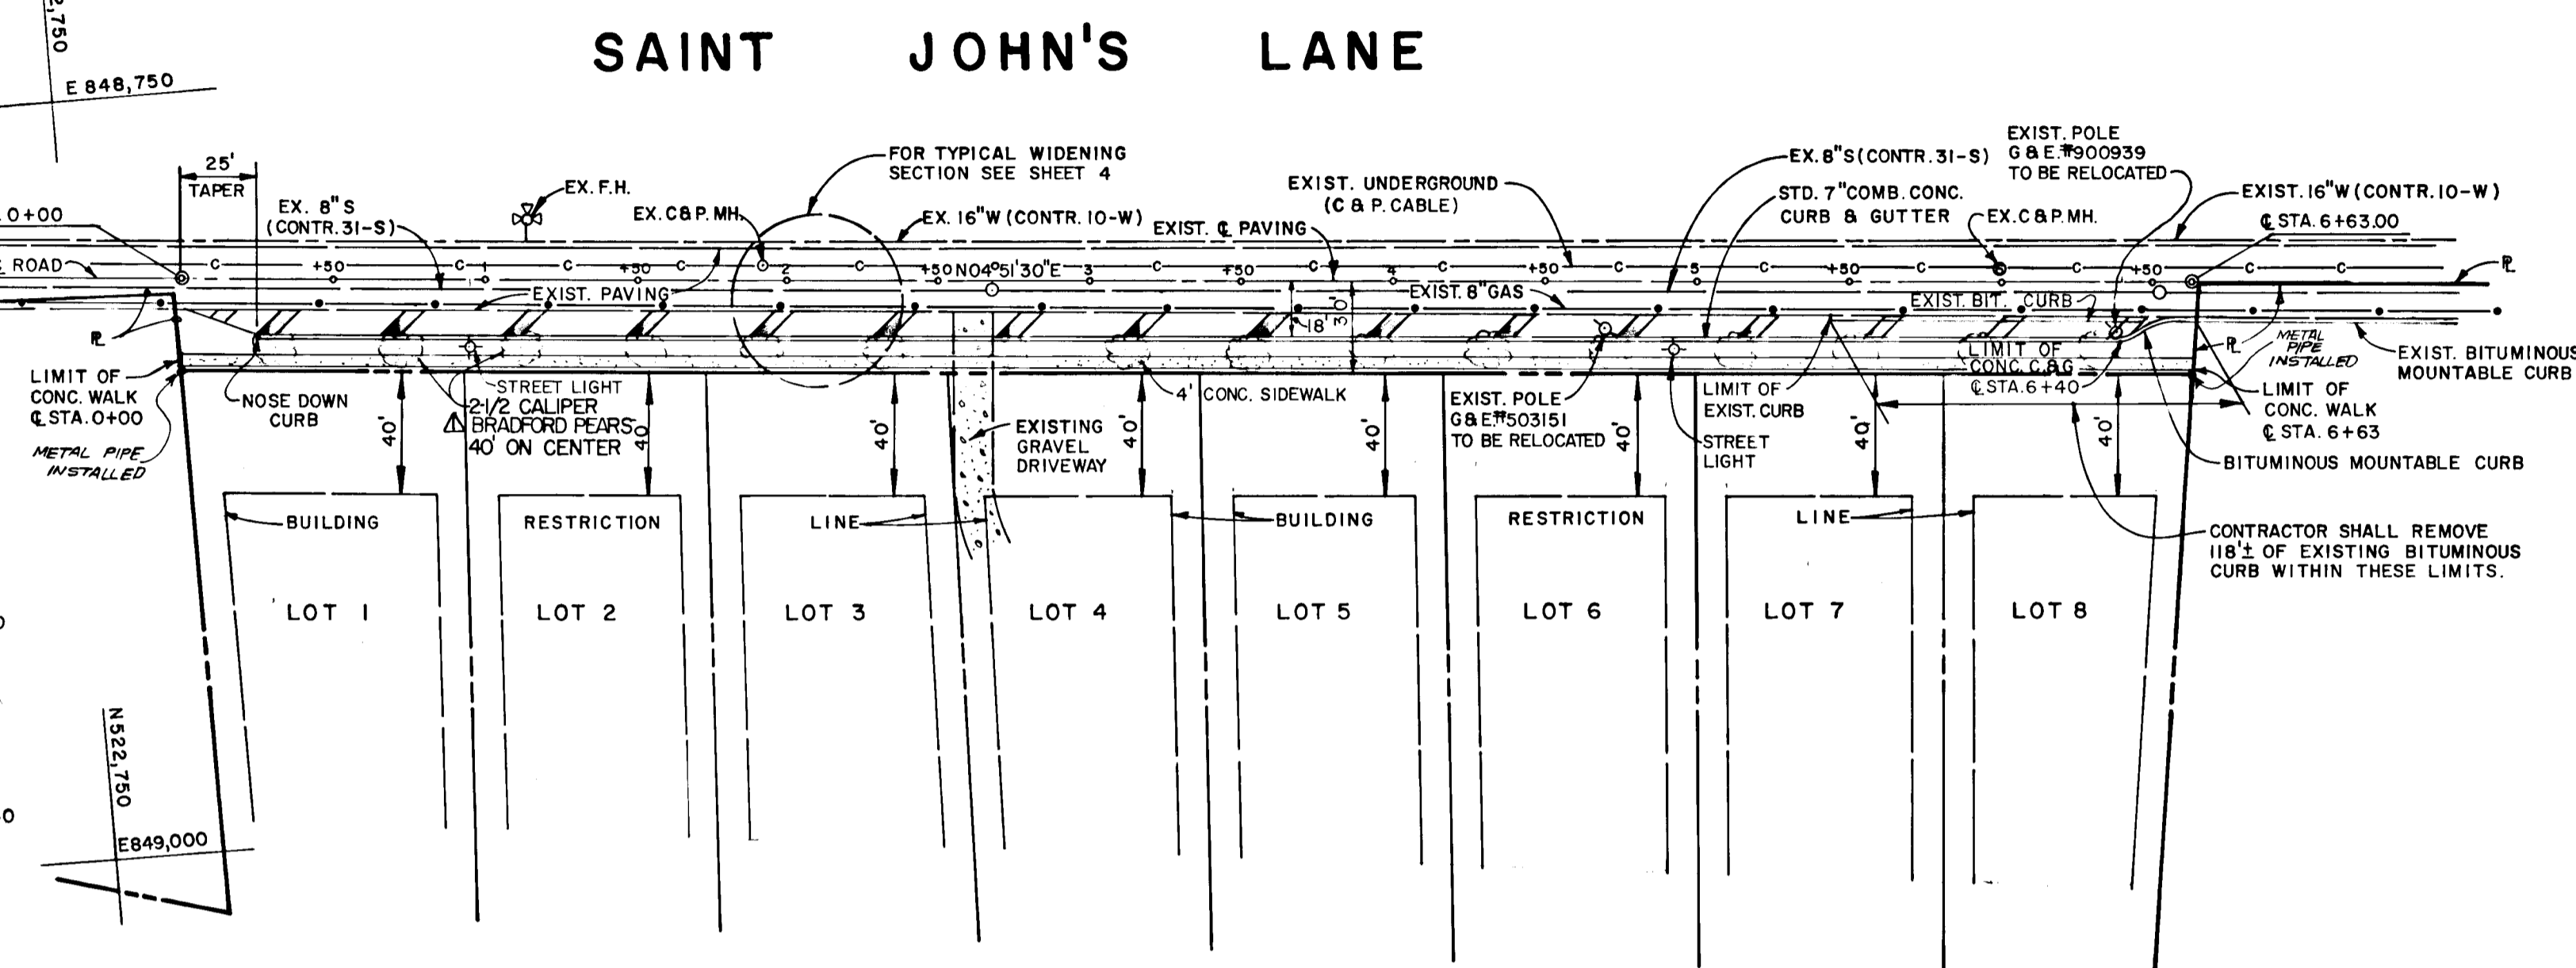 SAINT JOHN'S LANE
E 848,750
25'
TAPER
0+00
EX. 8" S
(CONTR. 31-S)
EX. F.H.
EX. C & P. MH.
FOR TYPICAL WIDENING
SECTION SEE SHEET 4
EX. 16" W (CONTR. 10-W)
EXIST. UNDERGROUND
(C & P. CABLE)
EXIST. ℄ PAVING
EX. 8" S (CONTR. 31-S)
STD. 7" COMB. CONC.
CURB & GUTTER
EXIST. POLE
G & E. #900939
TO BE RELOCATED
EX. C & P. MH.
EXIST. 16" W (CONTR. 10-W)
℄ STA. 6+63.00
ROAD
C +50 C 1 C +50 C 2 C +50 N04°51'30"E 3 C +50 C 4 C +50 C 5 C +50 C C +50 C C
℄
EXIST. PAVING
EXIST. 8" GAS
EXIST. BIT. CURB
18'
30'
LIMIT OF
CONC. C & G
℄ STA. 6+40
LIMIT OF
CONC. WALK
℄ STA. 0+00
METAL PIPE
INSTALLED
NOSE DOWN
CURB
STREET LIGHT
2-1/2 CALIPER
BRADFORD PEARS
40' ON CENTER
EXISTING
GRAVEL
DRIVEWAY
4' CONC. SIDEWALK
EXIST. POLE
G & E. #503151
TO BE RELOCATED
LIMIT OF
EXIST. CURB
STREET
LIGHT
METAL
PIPE
INSTALLED
EXIST. BITUMINOUS
MOUNTABLE CURB
LIMIT OF
CONC. WALK
℄ STA. 6+63
BITUMINOUS MOUNTABLE CURB
CONTRACTOR SHALL REMOVE
118'± OF EXISTING BITUMINOUS
CURB WITHIN THESE LIMITS.
40' 40' 40' 40' 40' 40' 40' 40'
BUILDING RESTRICTION LINE BUILDING RESTRICTION LINE
LOT 1 LOT 2 LOT 3 LOT 4 LOT 5 LOT 6 LOT 7 LOT 8
N522,750
E849,000